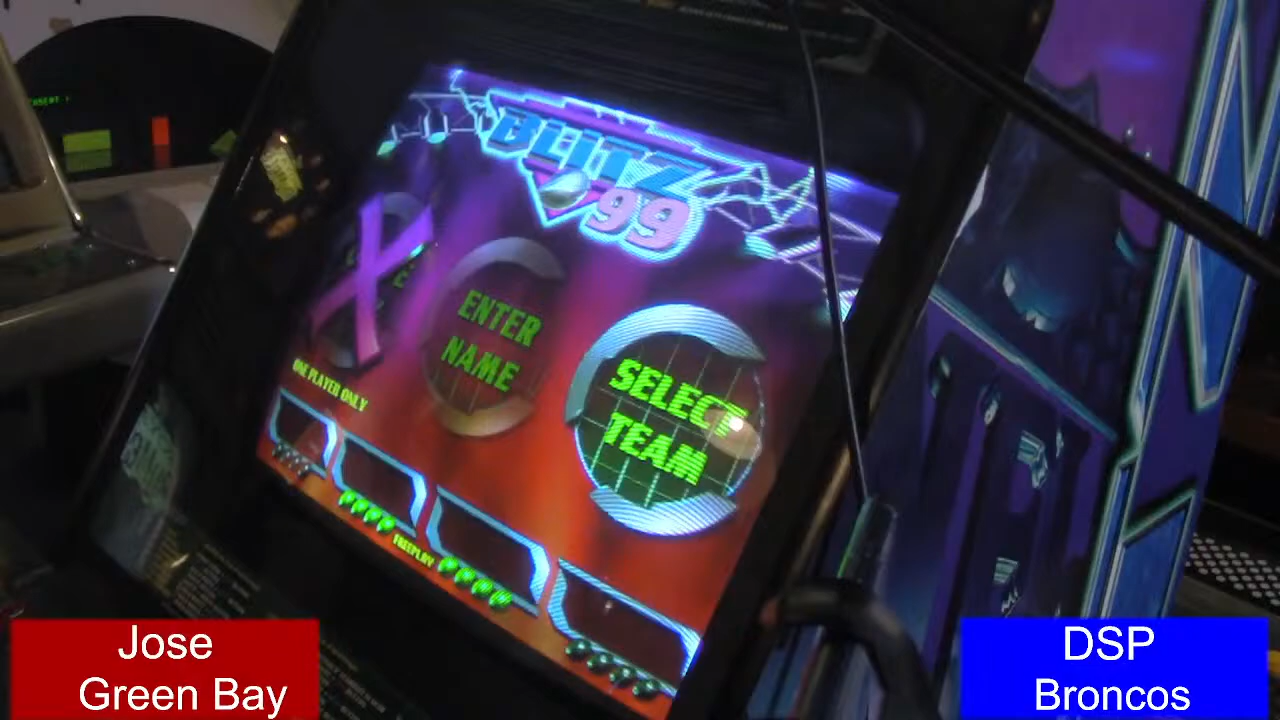 BLITZ
99
ENTER
NAME
SELECT
TEAM
ONE PLAYER ONLY
FREEPLAY
Jose
Green Bay
DSP
Broncos